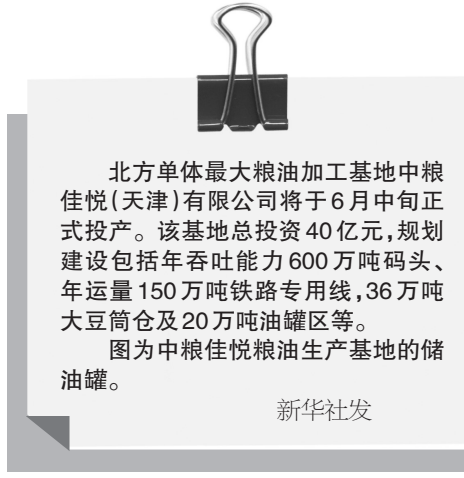 北方单体最大粮油加工基地中粮
佳悦（天津）有限公司将于6月中旬正
式投产。该基地总投资40亿元，规划
建设包括年吞吐能力600万吨码头、
年运量150万吨铁路专用线，36万吨
大豆筒仓及20万吨油罐区等。
图为中粮佳悦粮油生产基地的储
油罐。
新华社发